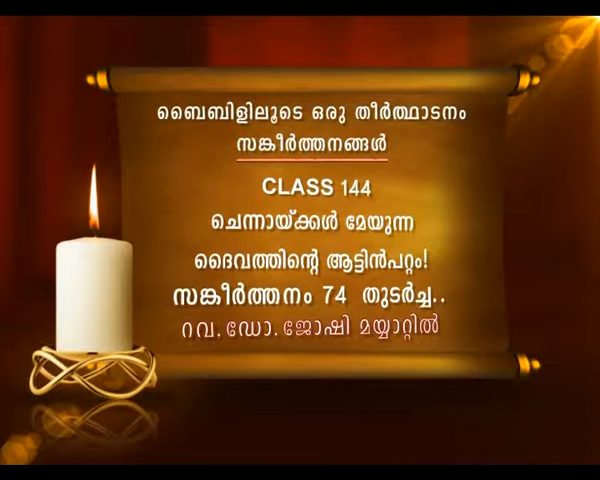 ബൈബിളിലൂടെ ഒരു തീർത്ഥാടനം
സങ്കീർത്തനങ്ങൾ
CLASS 144
ചെന്നായ്ക്കൾ മേയുന്ന
ദൈവത്തിന്റെ ആട്ടിൻപറ്റം!
സങ്കീർത്തനം 74 തുടർച്ച..
റവ. ഡോ. ജോഷി മയ്യാറ്റിൽ